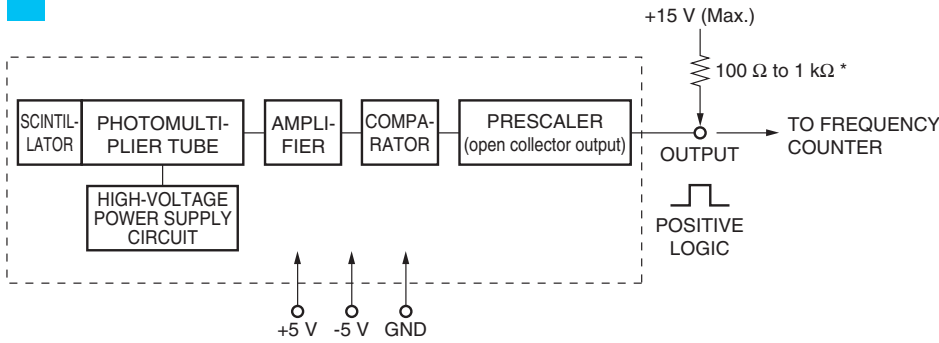 +15 V (Max.)
100 Ω to 1 kΩ *
SCINTIL-
LATOR
PHOTOMULTI-
PLIER TUBE
AMPLI-
FIER
COMPA-
RATOR
PRESCALER
(open collector output)
TO FREQUENCY
COUNTER
OUTPUT
HIGH-VOLTAGE
POWER SUPPLY
CIRCUIT
POSITIVE
LOGIC
+5 V -5 V GND